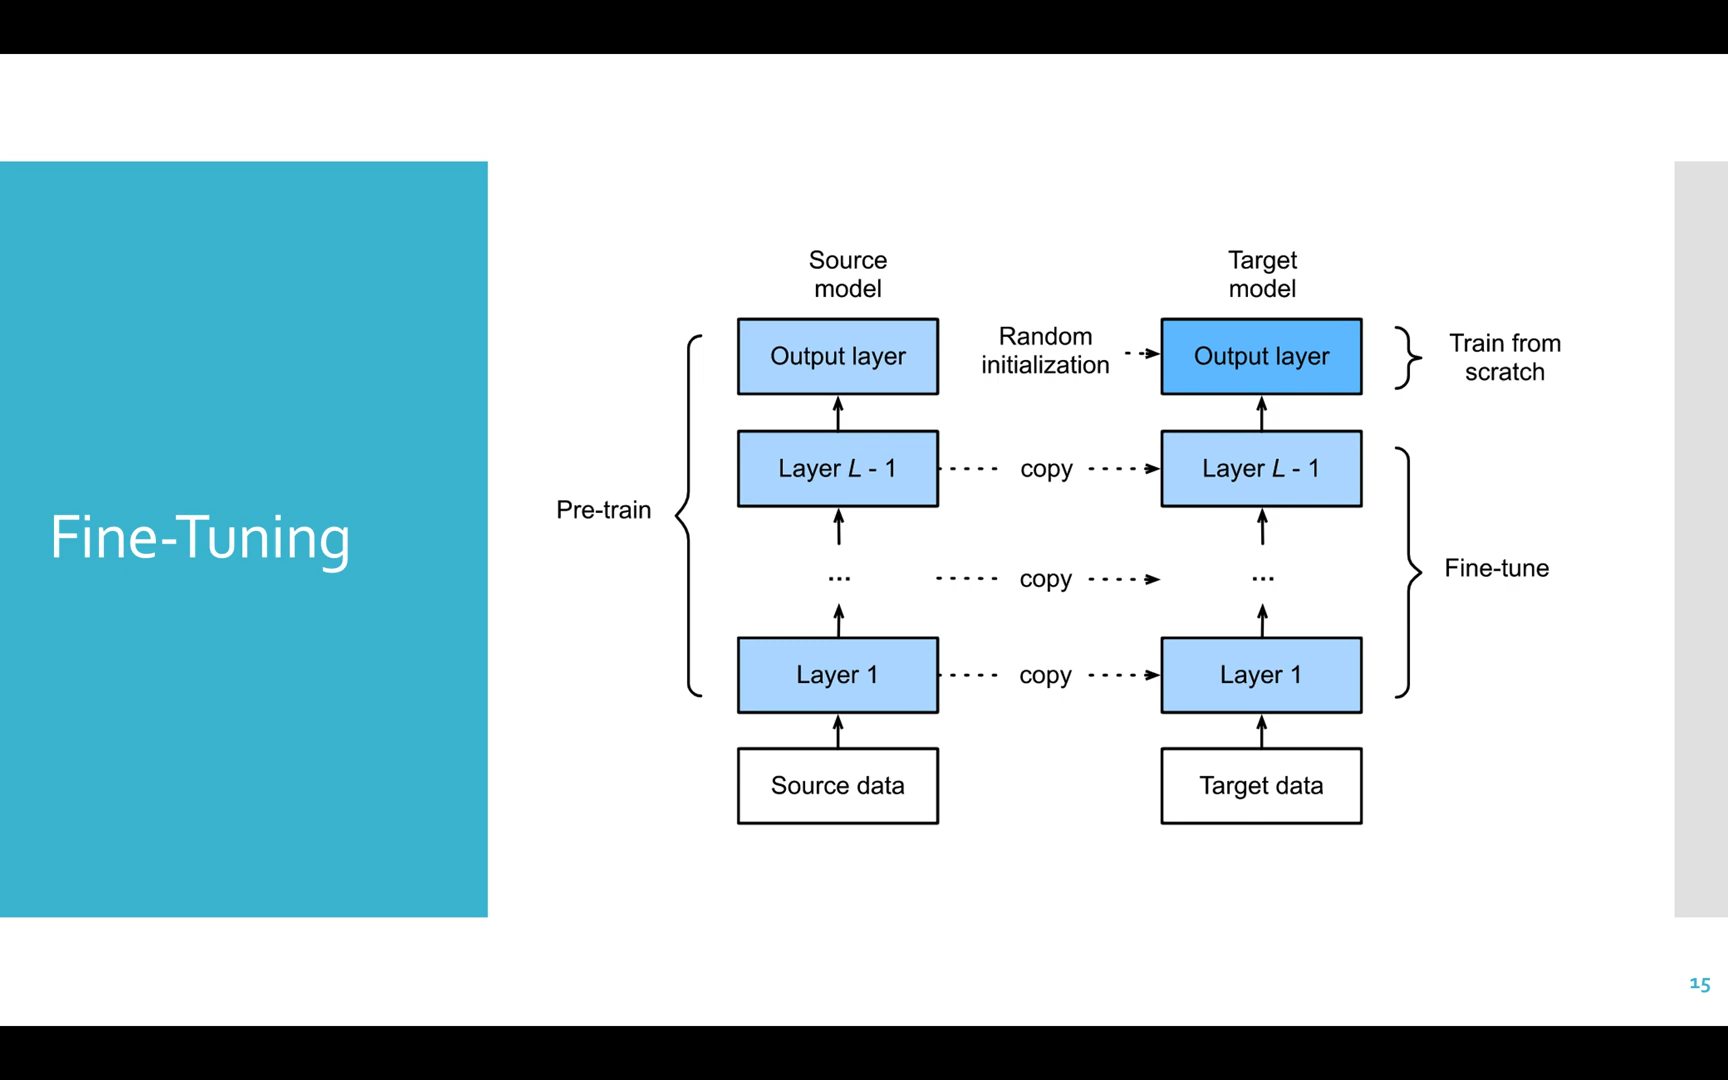 Fine-Tuning
Source
model
Target
model
Output layer
Random
initialization
Output layer
Train from
scratch
Layer L - 1
copy
Layer L - 1
Pre-train
...
copy
...
Fine-tune
Layer 1
copy
Layer 1
Source data
Target data
15